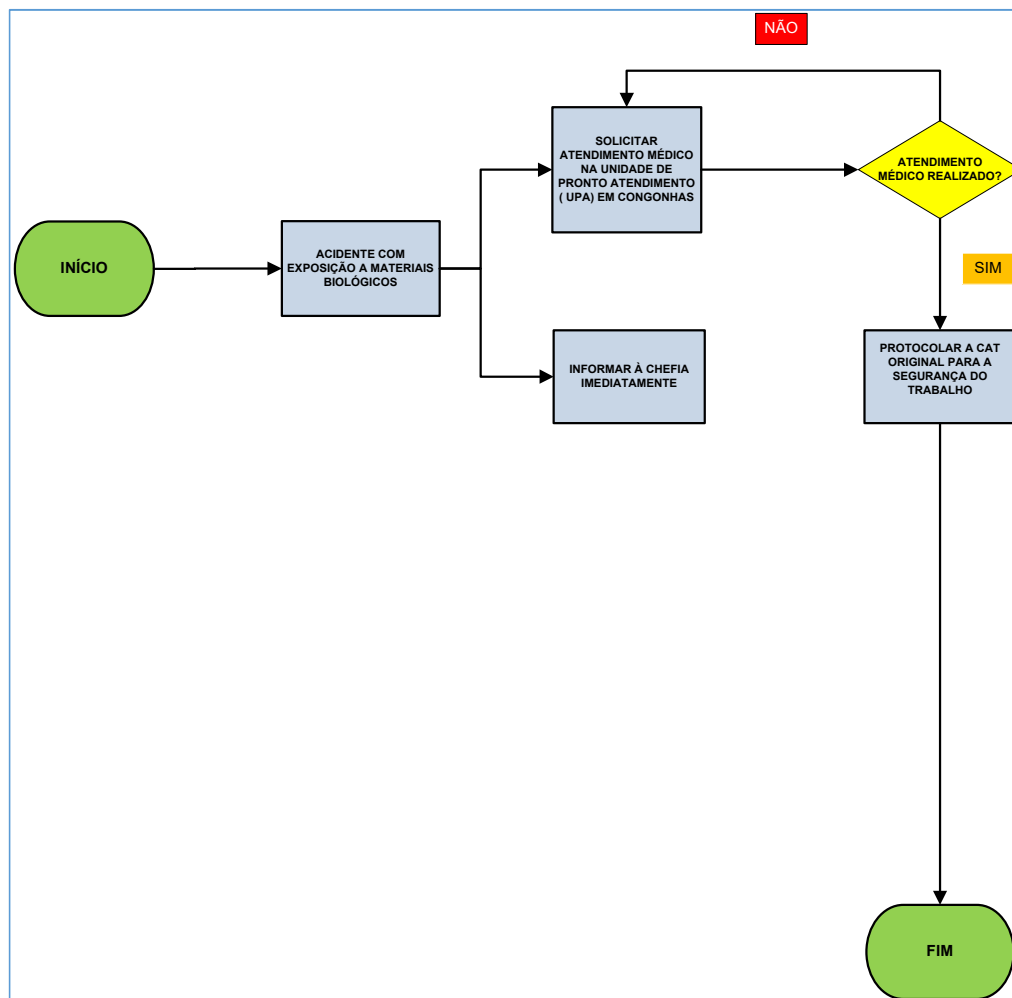 NÃO
SOLICITAR
ATENDIMENTO MÉDICO
NA UNIDADE DE
PRONTO ATENDIMENTO
( UPA) EM CONGONHAS
ATENDIMENTO
MÉDICO REALIZADO?
INÍCIO
ACIDENTE COM
EXPOSIÇÃO A MATERIAIS
BIOLÓGICOS
SIM
INFORMAR À CHEFIA
IMEDIATAMENTE
PROTOCOLAR A CAT
ORIGINAL PARA A
SEGURANÇA DO
TRABALHO
FIM